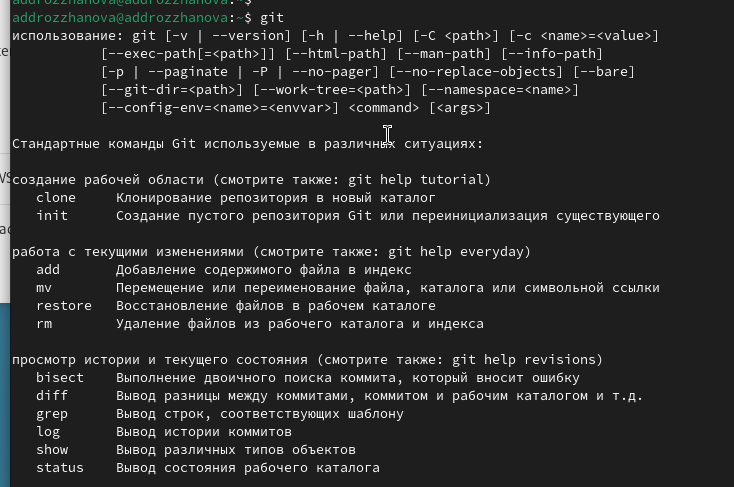 addrozzhanova@addrozzhanova:~$ git
использование: git [-v | --version] [-h | --help] [-C <path>] [-c <name>=<value>]
           [--exec-path[=<path>]] [--html-path] [--man-path] [--info-path]
           [-p | --paginate | -P | --no-pager] [--no-replace-objects] [--bare]
           [--git-dir=<path>] [--work-tree=<path>] [--namespace=<name>]
           [--config-env=<name>=<envvar>] <command> [<args>]
Стандартные команды Git используемые в различных ситуациях:
создание рабочей области (смотрите также: git help tutorial)
   clone     Клонирование репозитория в новый каталог
   init      Создание пустого репозитория Git или переинициализация существующего
работа с текущими изменениями (смотрите также: git help everyday)
   add       Добавление содержимого файла в индекс
   mv        Перемещение или переименование файла, каталога или символьной ссылки
   restore   Восстановление файлов в рабочем каталоге
   rm        Удаление файлов из рабочего каталога и индекса
просмотр истории и текущего состояния (смотрите также: git help revisions)
   bisect    Выполнение двоичного поиска коммита, который вносит ошибку
   diff      Вывод разницы между коммитами, коммитом и рабочим каталогом и т.д.
   grep      Вывод строк, соответствующих шаблону
   log       Вывод истории коммитов
   show      Вывод различных типов объектов
   status    Вывод состояния рабочего каталога